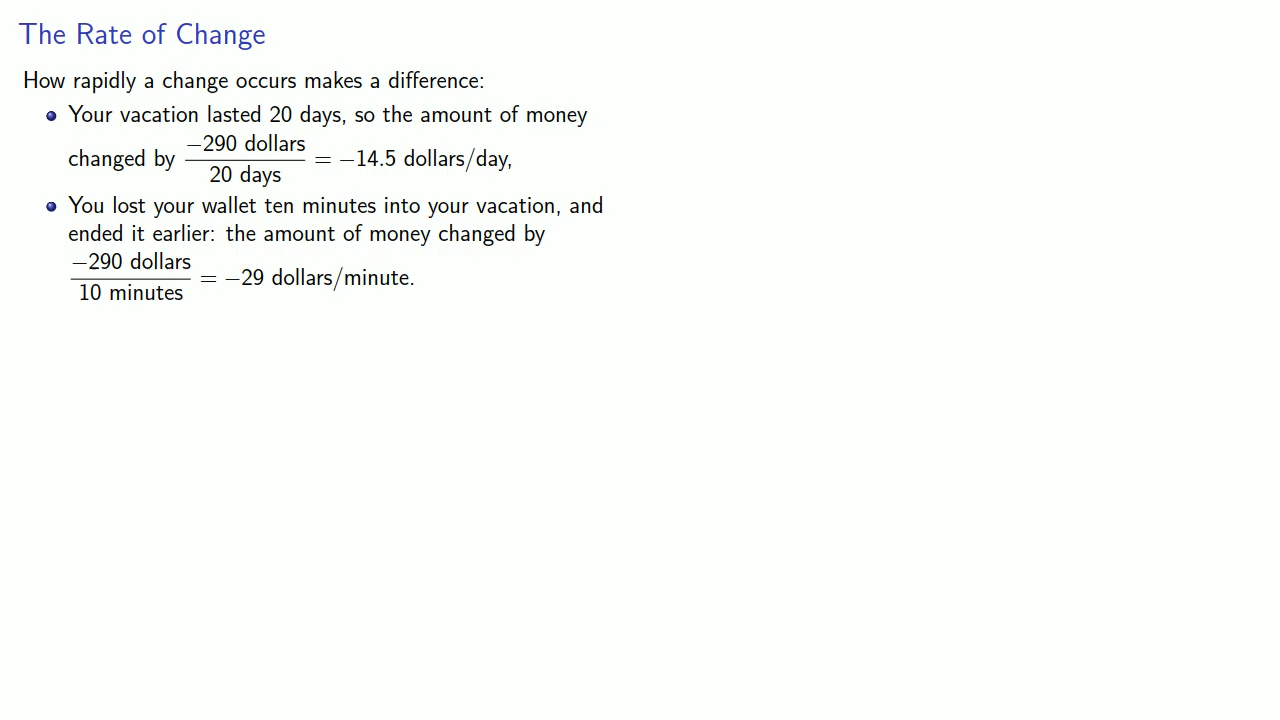 The Rate of Change
How rapidly a change occurs makes a difference:
Your vacation lasted 20 days, so the amount of money
changed by −290 dollars / 20 days = −14.5 dollars/day,
You lost your wallet ten minutes into your vacation, and
ended it earlier: the amount of money changed by
−290 dollars / 10 minutes = −29 dollars/minute.